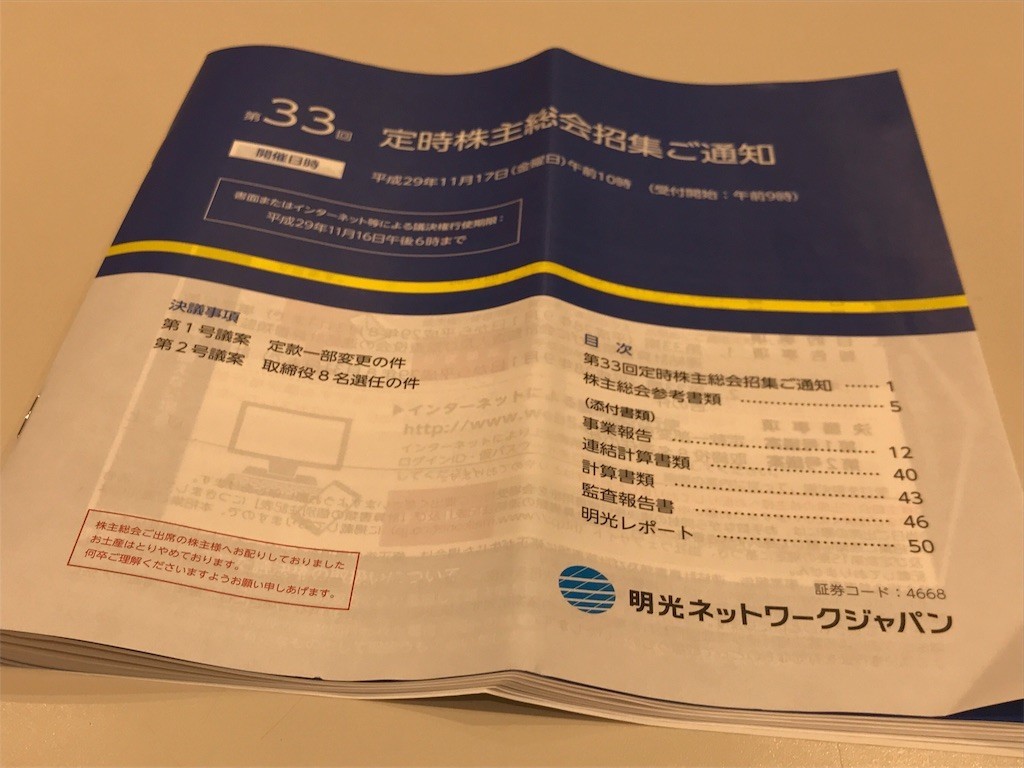 第33回 定時株主総会招集ご通知
開催日時
平成29年11月17日(金曜日)午前10時 (受付開始:午前9時)
書面またはインターネット等による議決権行使期限:
平成29年11月16日午後6時まで
決議事項
第1号議案 定款一部変更の件
第2号議案 取締役8名選任の件
目 次
第33回定時株主総会招集ご通知 …… 1
株主総会参考書類 …… 5
(添付書類)
事業報告 …… 12
連結計算書類 …… 40
計算書類 …… 43
監査報告書 …… 46
明光レポート …… 50
株主総会ご出席の株主様へお配りしておりました
お土産はとりやめております。
何卒ご理解くださいますようお願い申しあげます。
証券コード:4668
明光ネットワークジャパン